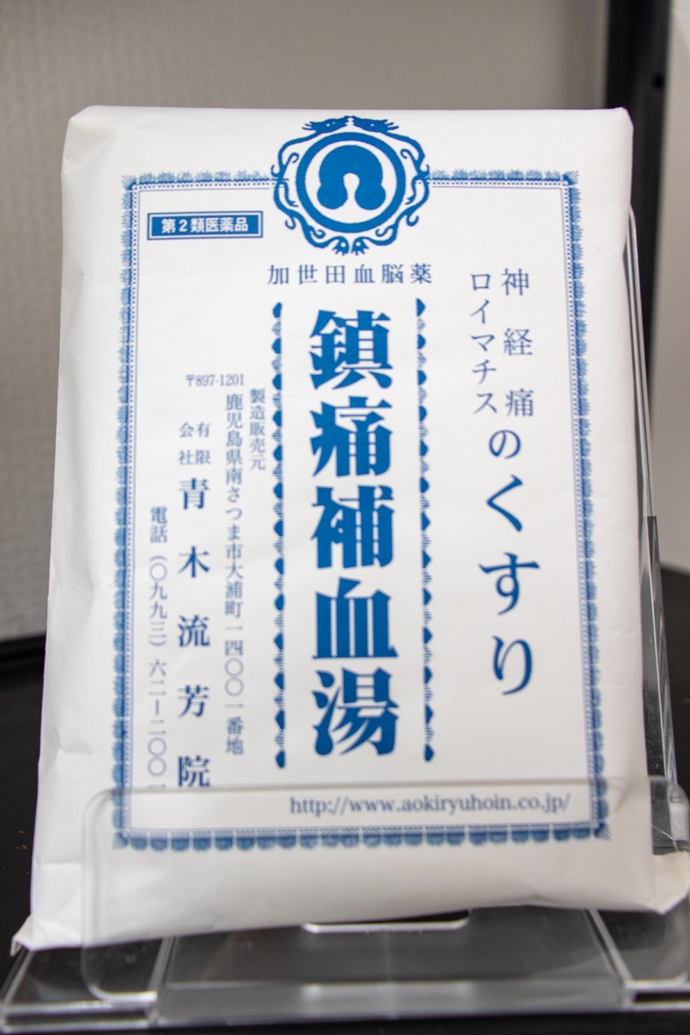 第2類医薬品
加世田血脳薬
神経痛
ロイマチス
のくすり
鎮痛補血湯
製造販売元
〒897-1201
鹿児島県南さつま市大浦町一四〇〇一番地
有限会社
青木流芳院
電話(〇九九三)六二ー二〇〇一
http://www.aokiryuhoin.co.jp/